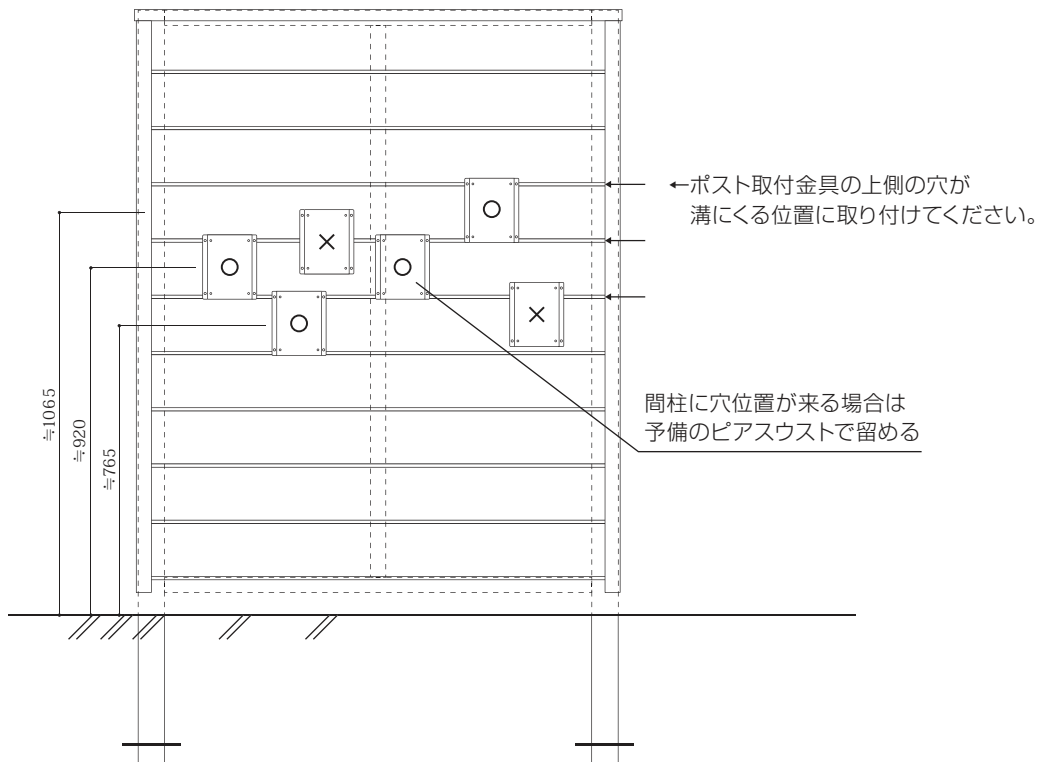 ←ポスト取付金具の上側の穴が
溝にくる位置に取り付けてください。
間柱に穴位置が来る場合は
予備のピアスウストで留める
≒1065
≒920
≒765